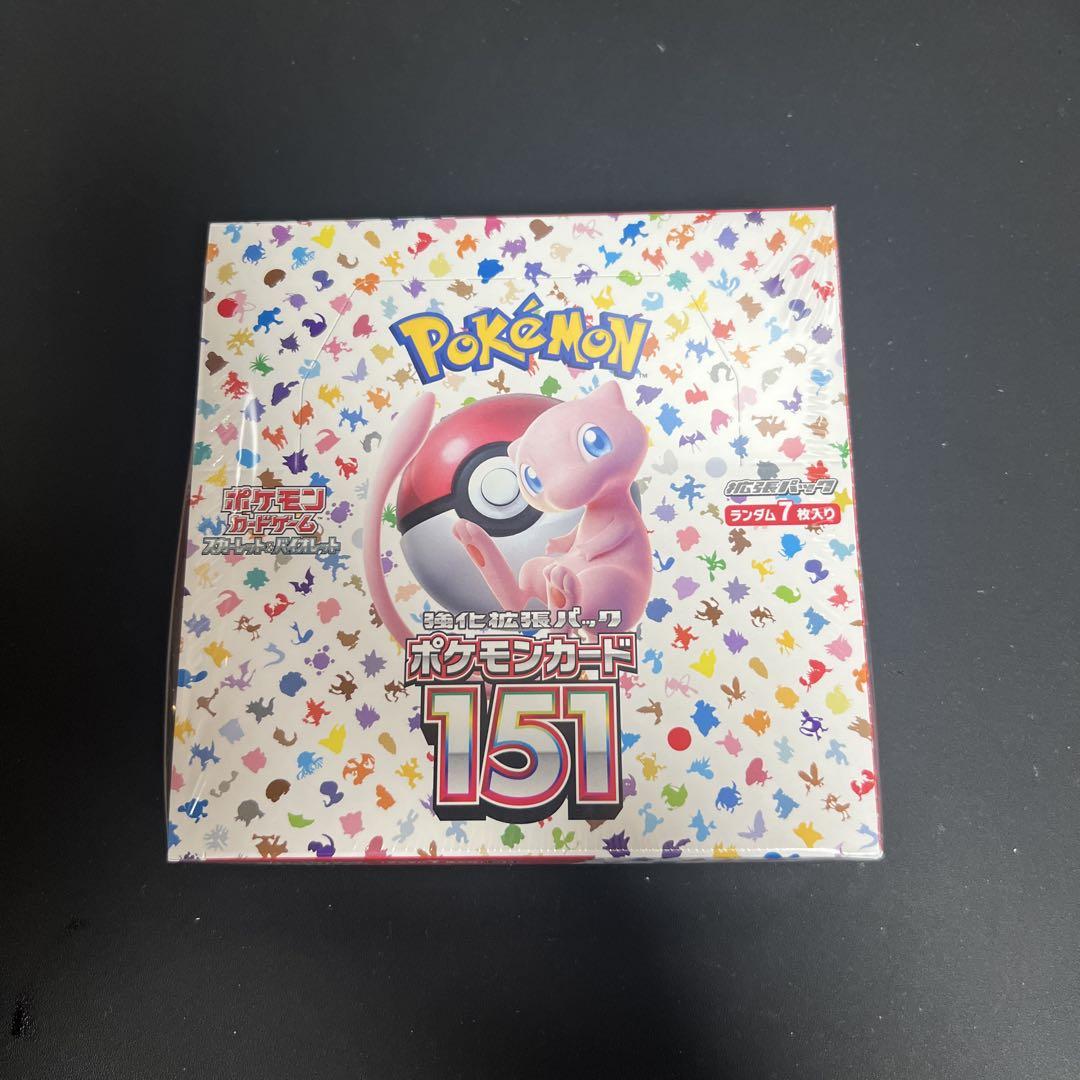 POKéMON
TM
ポケモン
カードゲーム
スカーレット&バイオレット
拡張パック
ランダム7枚入り
強化拡張パック
ポケモンカード
151